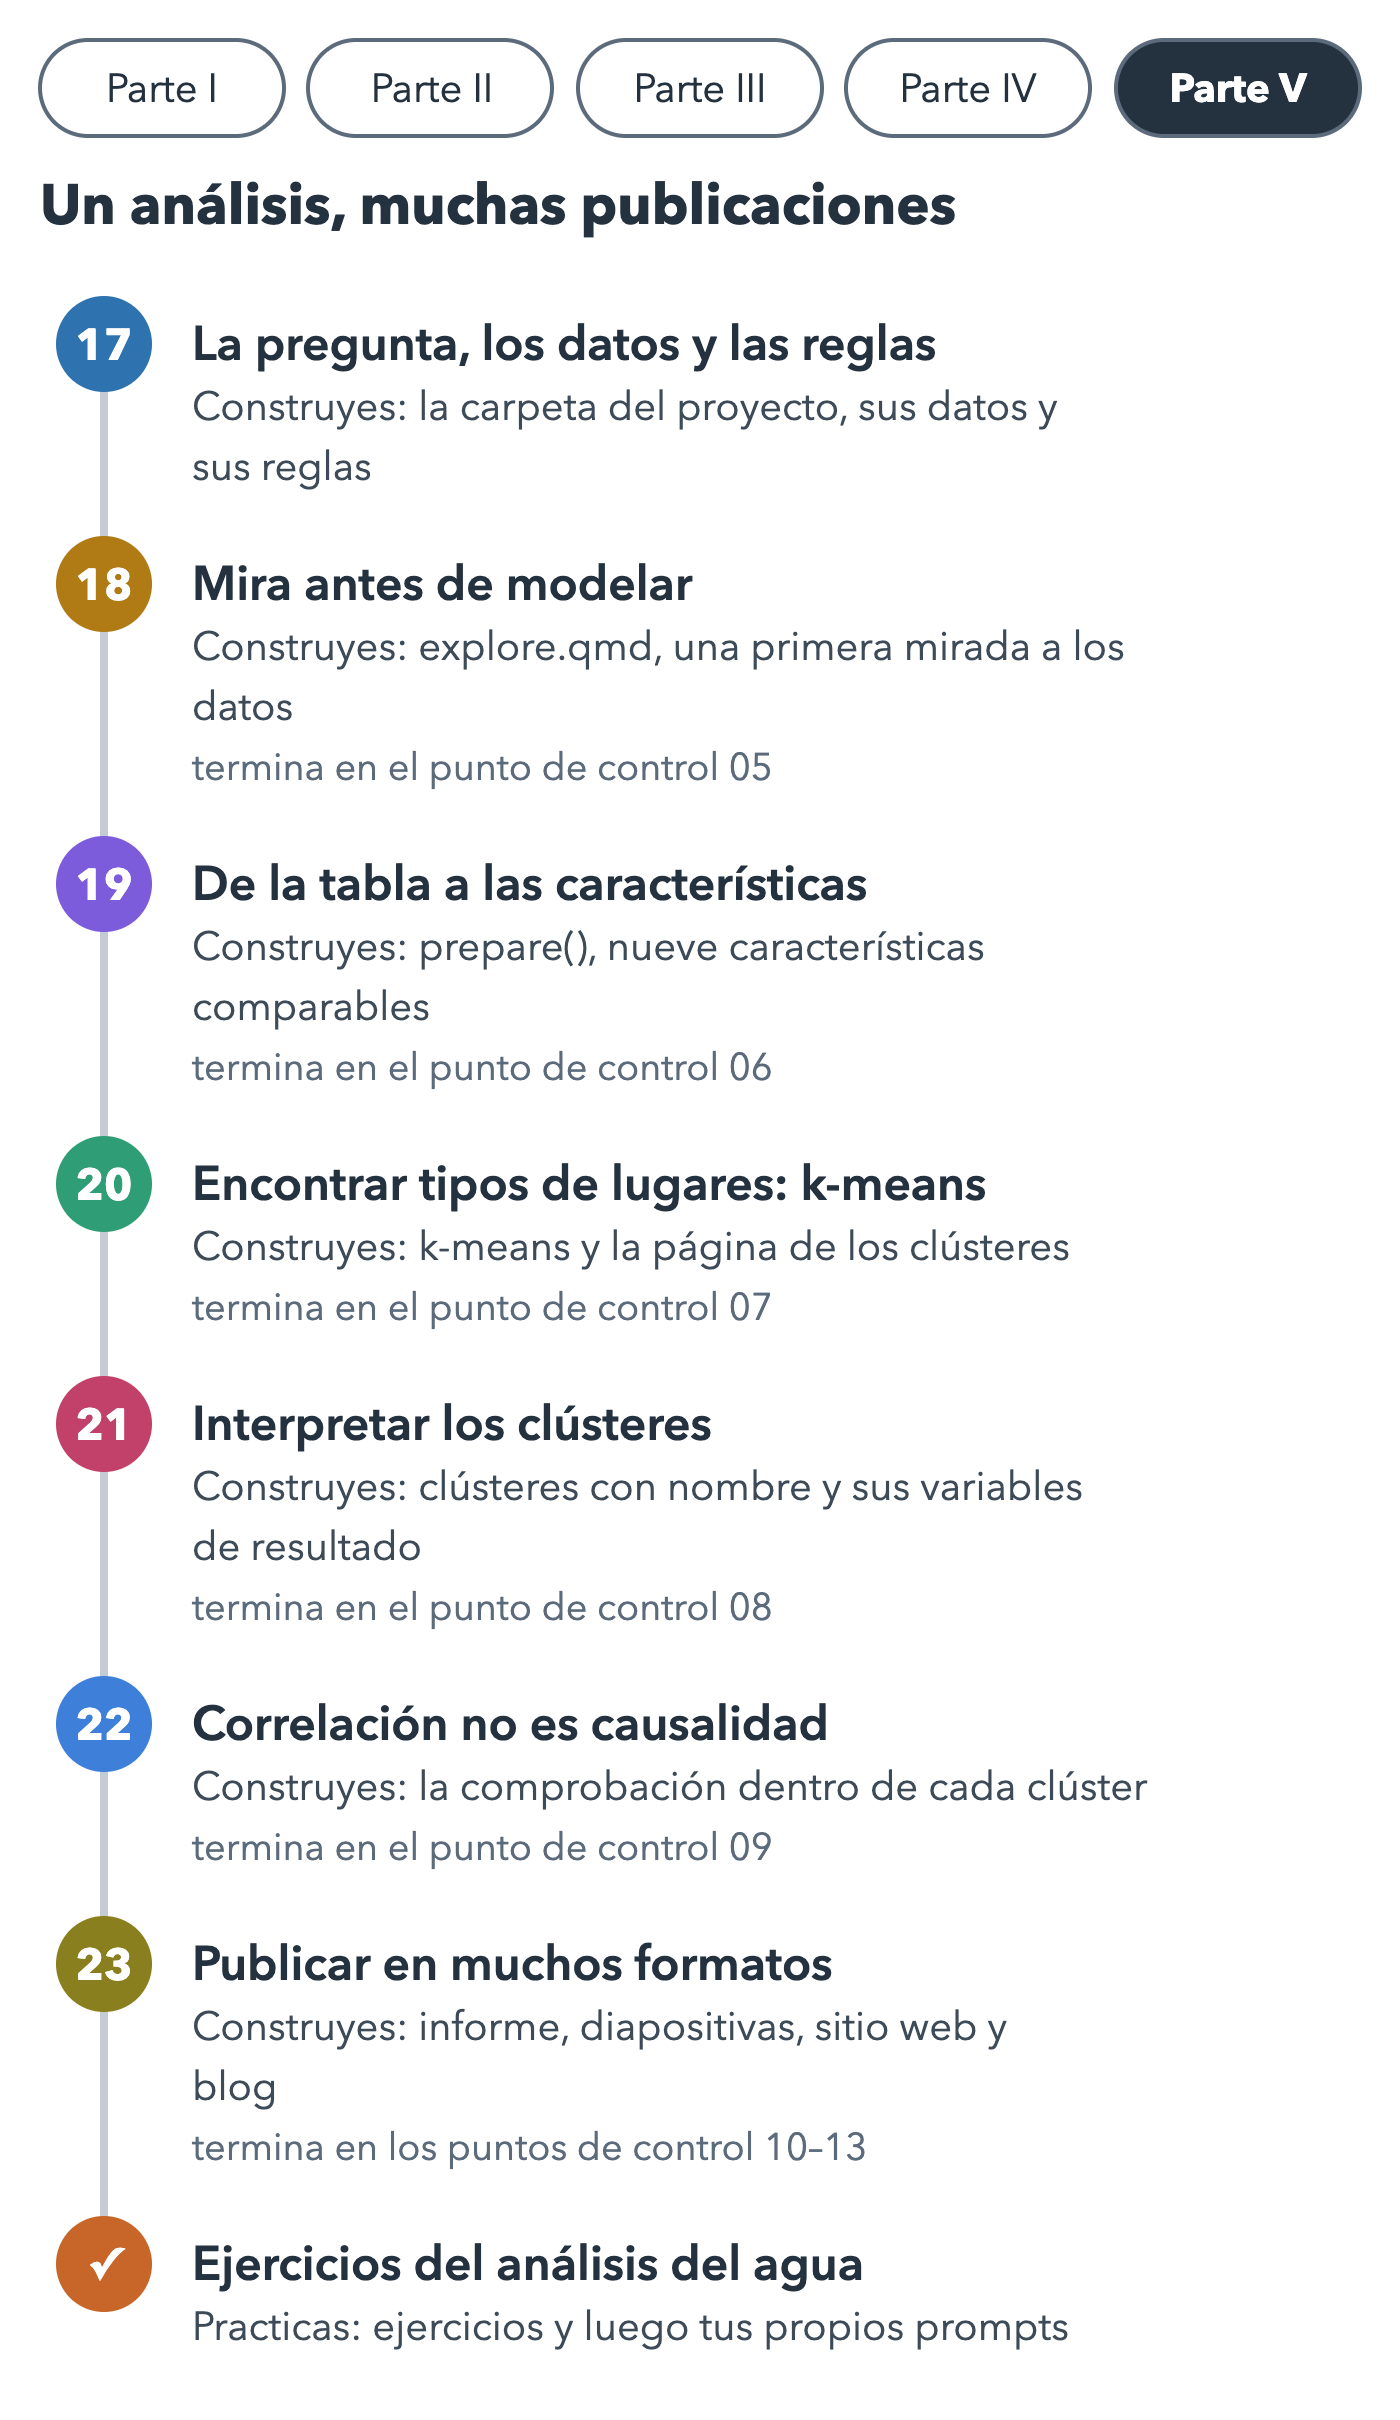 Parte I
Parte II
Parte III
Parte IV
Parte V
Un análisis, muchas publicaciones
17
La pregunta, los datos y las reglas
Construyes: la carpeta del proyecto, sus datos y
sus reglas
18
Mira antes de modelar
Construyes: explore.qmd, una primera mirada a los
datos
termina en el punto de control 05
19
De la tabla a las características
Construyes: prepare(), nueve características
comparables
termina en el punto de control 06
20
Encontrar tipos de lugares: k-means
Construyes: k-means y la página de los clústeres
termina en el punto de control 07
21
Interpretar los clústeres
Construyes: clústeres con nombre y sus variables
de resultado
termina en el punto de control 08
22
Correlación no es causalidad
Construyes: la comprobación dentro de cada clúster
termina en el punto de control 09
23
Publicar en muchos formatos
Construyes: informe, diapositivas, sitio web y
blog
termina en los puntos de control 10–13
✓
Ejercicios del análisis del agua
Practicas: ejercicios y luego tus propios prompts